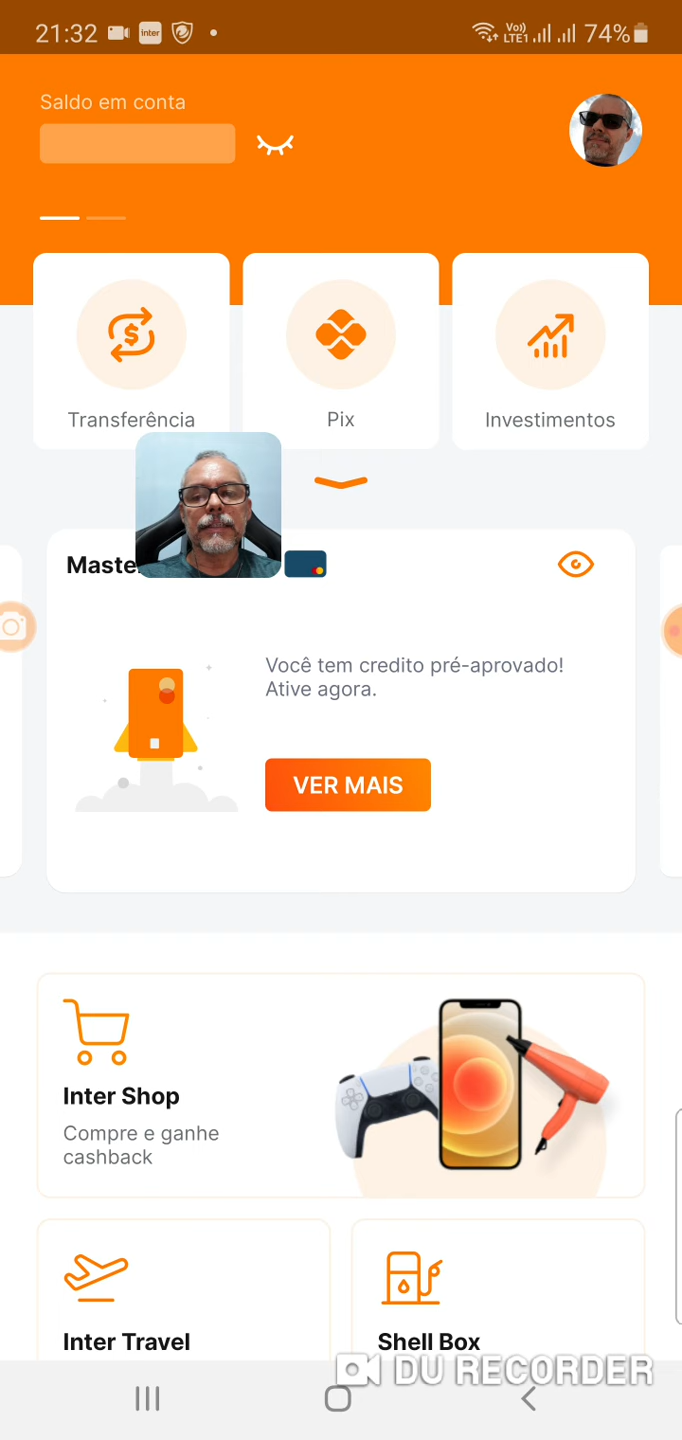 21:32
inter
Vo))
LTE1
74%
Saldo em conta
Transferência
Pix
Investimentos
Você tem credito pré-aprovado!
Ative agora.
VER MAIS
Inter Shop
Compre e ganhe
cashback
Inter Travel
Shell Box
DU RECORDER